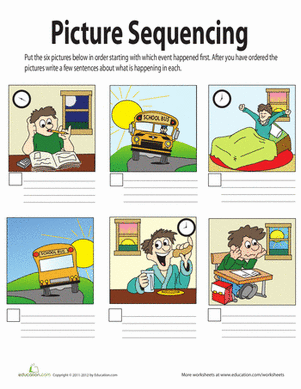 Picture Sequencing
Put the six pictures below in order starting with which event happened first. After you have ordered the
pictures write a few sentences about what is happening in each.
SCHOOL BUS
education.com
Copyright © 2011-2012 by Education.com
More worksheets at www.education.com/worksheets